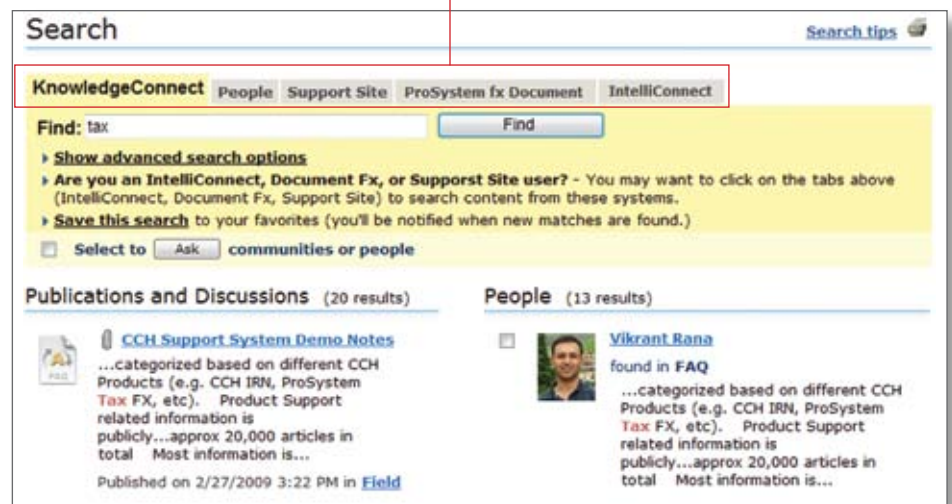 Search
Search tips
KnowledgeConnect People Support Site ProSystem fx Document IntelliConnect
Find: tax Find
Show advanced search options
Are you an IntelliConnect, Document Fx, or Supporst Site user? - You may want to click on the tabs above
(IntelliConnect, Document Fx, Support Site) to search content from these systems.
Save this search to your favorites (you'll be notified when new matches are found.)
Select to Ask communities or people
Publications and Discussions (20 results)
FAQ
CCH Support System Demo Notes
...categorized based on different CCH
Products (e.g. CCH IRN, ProSystem
Tax FX, etc). Product Support
related information is
publicly...approx 20,000 articles in
total Most information is...
Published on 2/27/2009 3:22 PM in Field
People (13 results)
Vikrant Rana
found in FAQ
...categorized based on different CCH
Products (e.g. CCH IRN, ProSystem
Tax FX, etc). Product Support
related information is
publicly...approx 20,000 articles in
total Most information is...